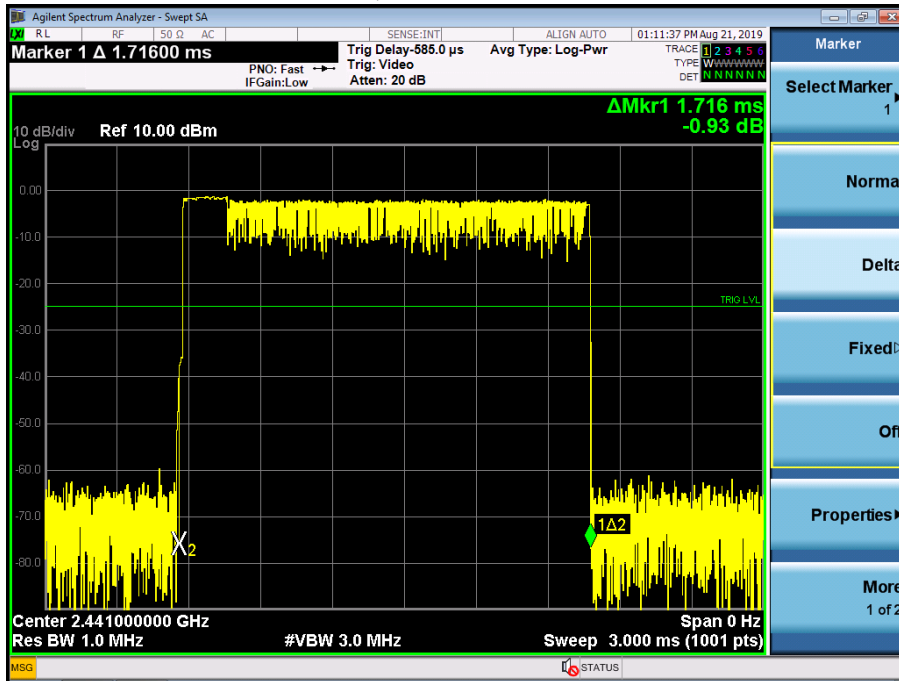 Agilent Spectrum Analyzer - Swept SA
LXI RL RF 50 Ω AC SENSE:INT ALIGN AUTO 01:11:37 PM Aug 21, 2019
Marker 1 Δ 1.71600 ms
PNO: Fast
IFGain:Low
Trig Delay-585.0 µs
Trig: Video
Atten: 20 dB
Avg Type: Log-Pwr
TRACE 1 2 3 4 5 6
TYPE WWWWWW
DET N N N N N N
ΔMkr1 1.716 ms
-0.93 dB
10 dB/div Ref 10.00 dBm
Log
0.00
-10.0
-20.0
TRIG LVL
-30.0
-40.0
-50.0
-60.0
-70.0
1Δ2
2
-80.0
Center 2.441000000 GHz Span 0 Hz
Res BW 1.0 MHz #VBW 3.0 MHz Sweep 3.000 ms (1001 pts)
MSG STATUS
Marker
Select Marker
1
Norma
Delta
Fixed
Off
Properties
More
1 of 2